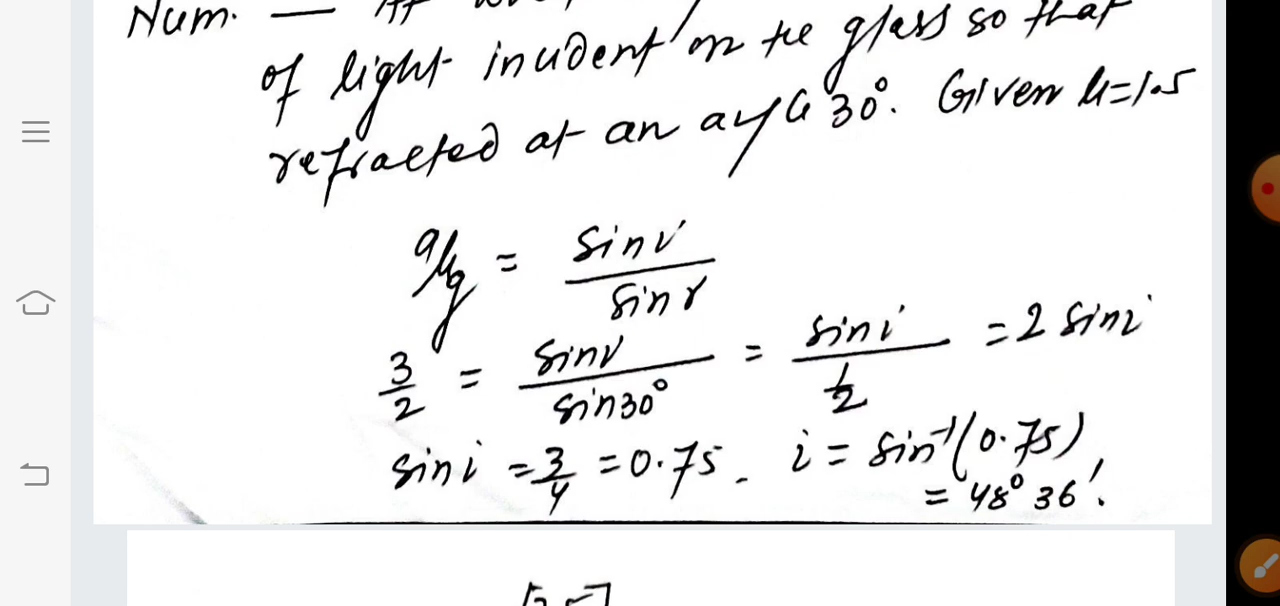 Num. —
of light incident on the glass so that
refracted at an angle 30°. Given μ=1.5
aμg = sin i / sin r
3/2 = sin i / sin 30° = sin i / 1/2 = 2 sin i
sin i = 3/4 = 0.75. i = sin⁻¹(0.75)
= 48° 36'.